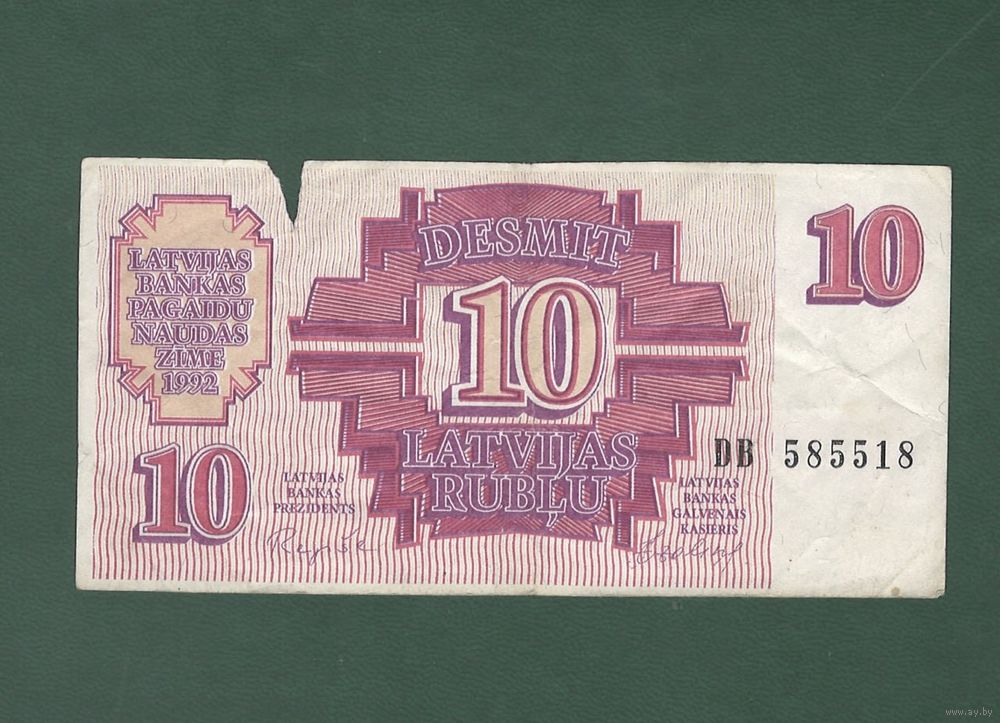 LATVIJAS
BANKAS
PAGAIDU
NAUDAS
ZĪME
1992
DESMIT
10
LATVIJAS
RUBĻU
10
10
LATVIJAS
BANKAS
PREZIDENTS
DB 585518
LATVIJAS
BANKAS
GALVENAIS
KASIERIS
www.ay.by